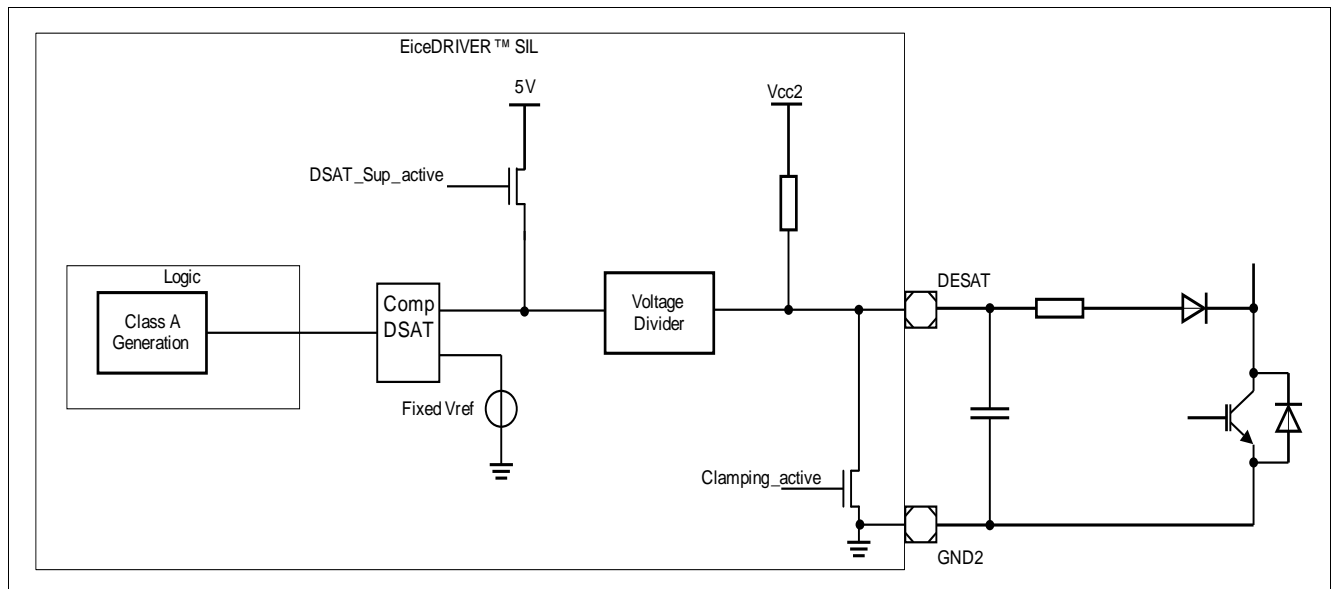 EiceDRIVER™ SIL
5V
Vcc2
DSAT_Sup_active
Logic
Class A
Generation
Comp
DSAT
Voltage
Divider
DESAT
Fixed Vref
Clamping_active
GND2